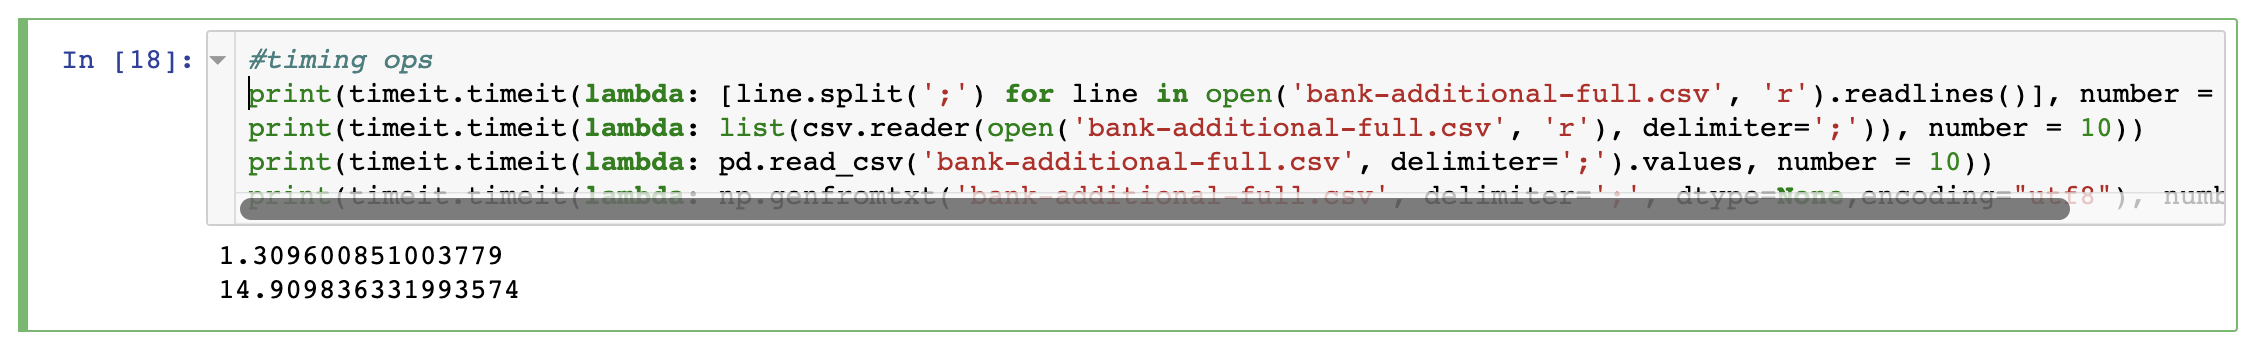 In [18]:
#timing ops
print(timeit.timeit(lambda: [line.split(';') for line in open('bank-additional-full.csv', 'r').readlines()], number =
print(timeit.timeit(lambda: list(csv.reader(open('bank-additional-full.csv', 'r'), delimiter=';')), number = 10))
print(timeit.timeit(lambda: pd.read_csv('bank-additional-full.csv', delimiter=';').values, number = 10))
print(timeit.timeit(lambda: np.genfromtxt('bank-additional-full.csv', delimiter=';', dtype=None,encoding="utf8"), numb
1.309600851003779
14.909836331993574